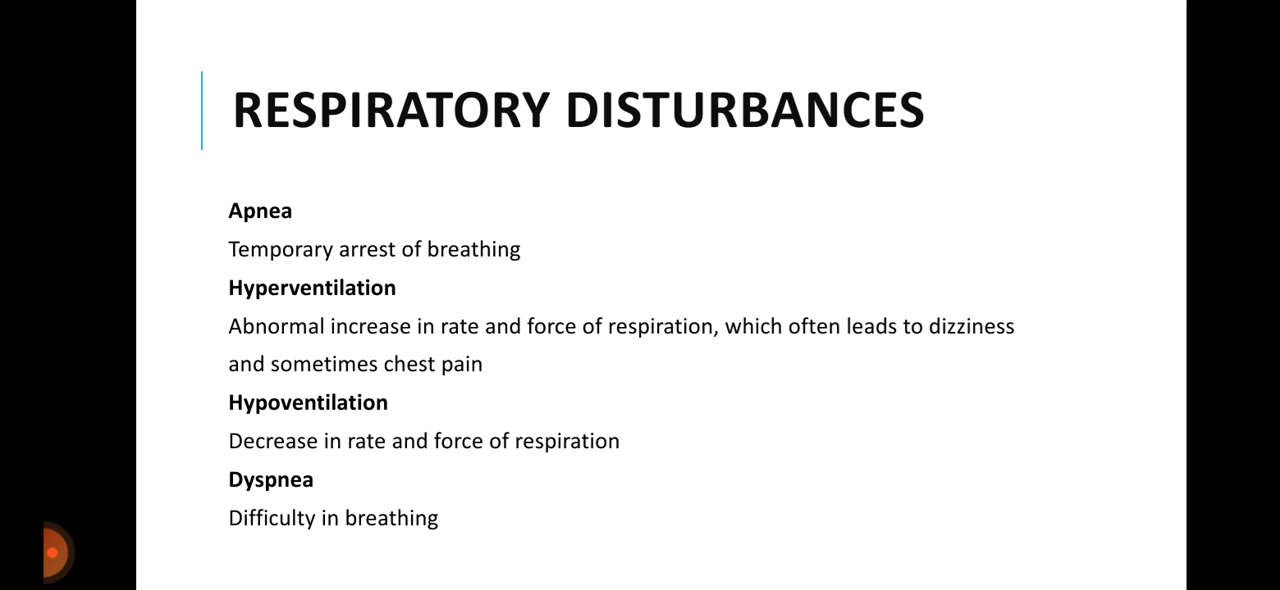 RESPIRATORY DISTURBANCES
Apnea
Temporary arrest of breathing
Hyperventilation
Abnormal increase in rate and force of respiration, which often leads to dizziness
and sometimes chest pain
Hypoventilation
Decrease in rate and force of respiration
Dyspnea
Difficulty in breathing